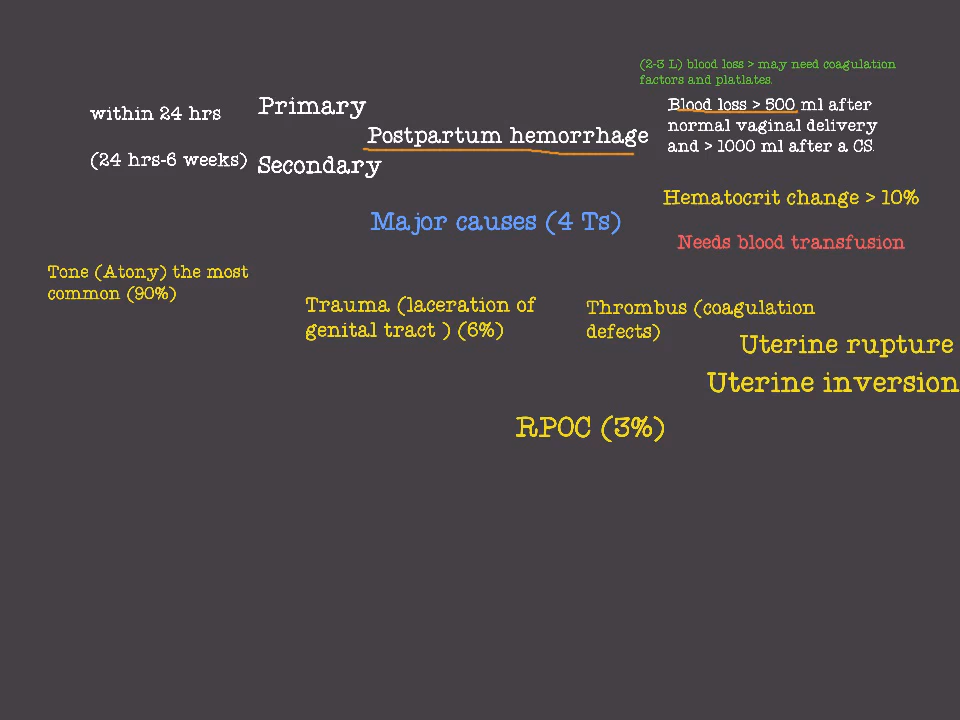 (2-3 L) blood loss > may need coagulation
factors and platlates.
within 24 hrs
Primary
Blood loss > 500 ml after
normal vaginal delivery
and > 1000 ml after a CS.
Postpartum hemorrhage
(24 hrs-6 weeks)
Secondary
Hematocrit change > 10%
Major causes (4 Ts)
Needs blood transfusion
Tone (Atony) the most
common (90%)
Trauma (laceration of
genital tract ) (6%)
Thrombus (coagulation
defects)
Uterine rupture
Uterine inversion
RPOC (3%)